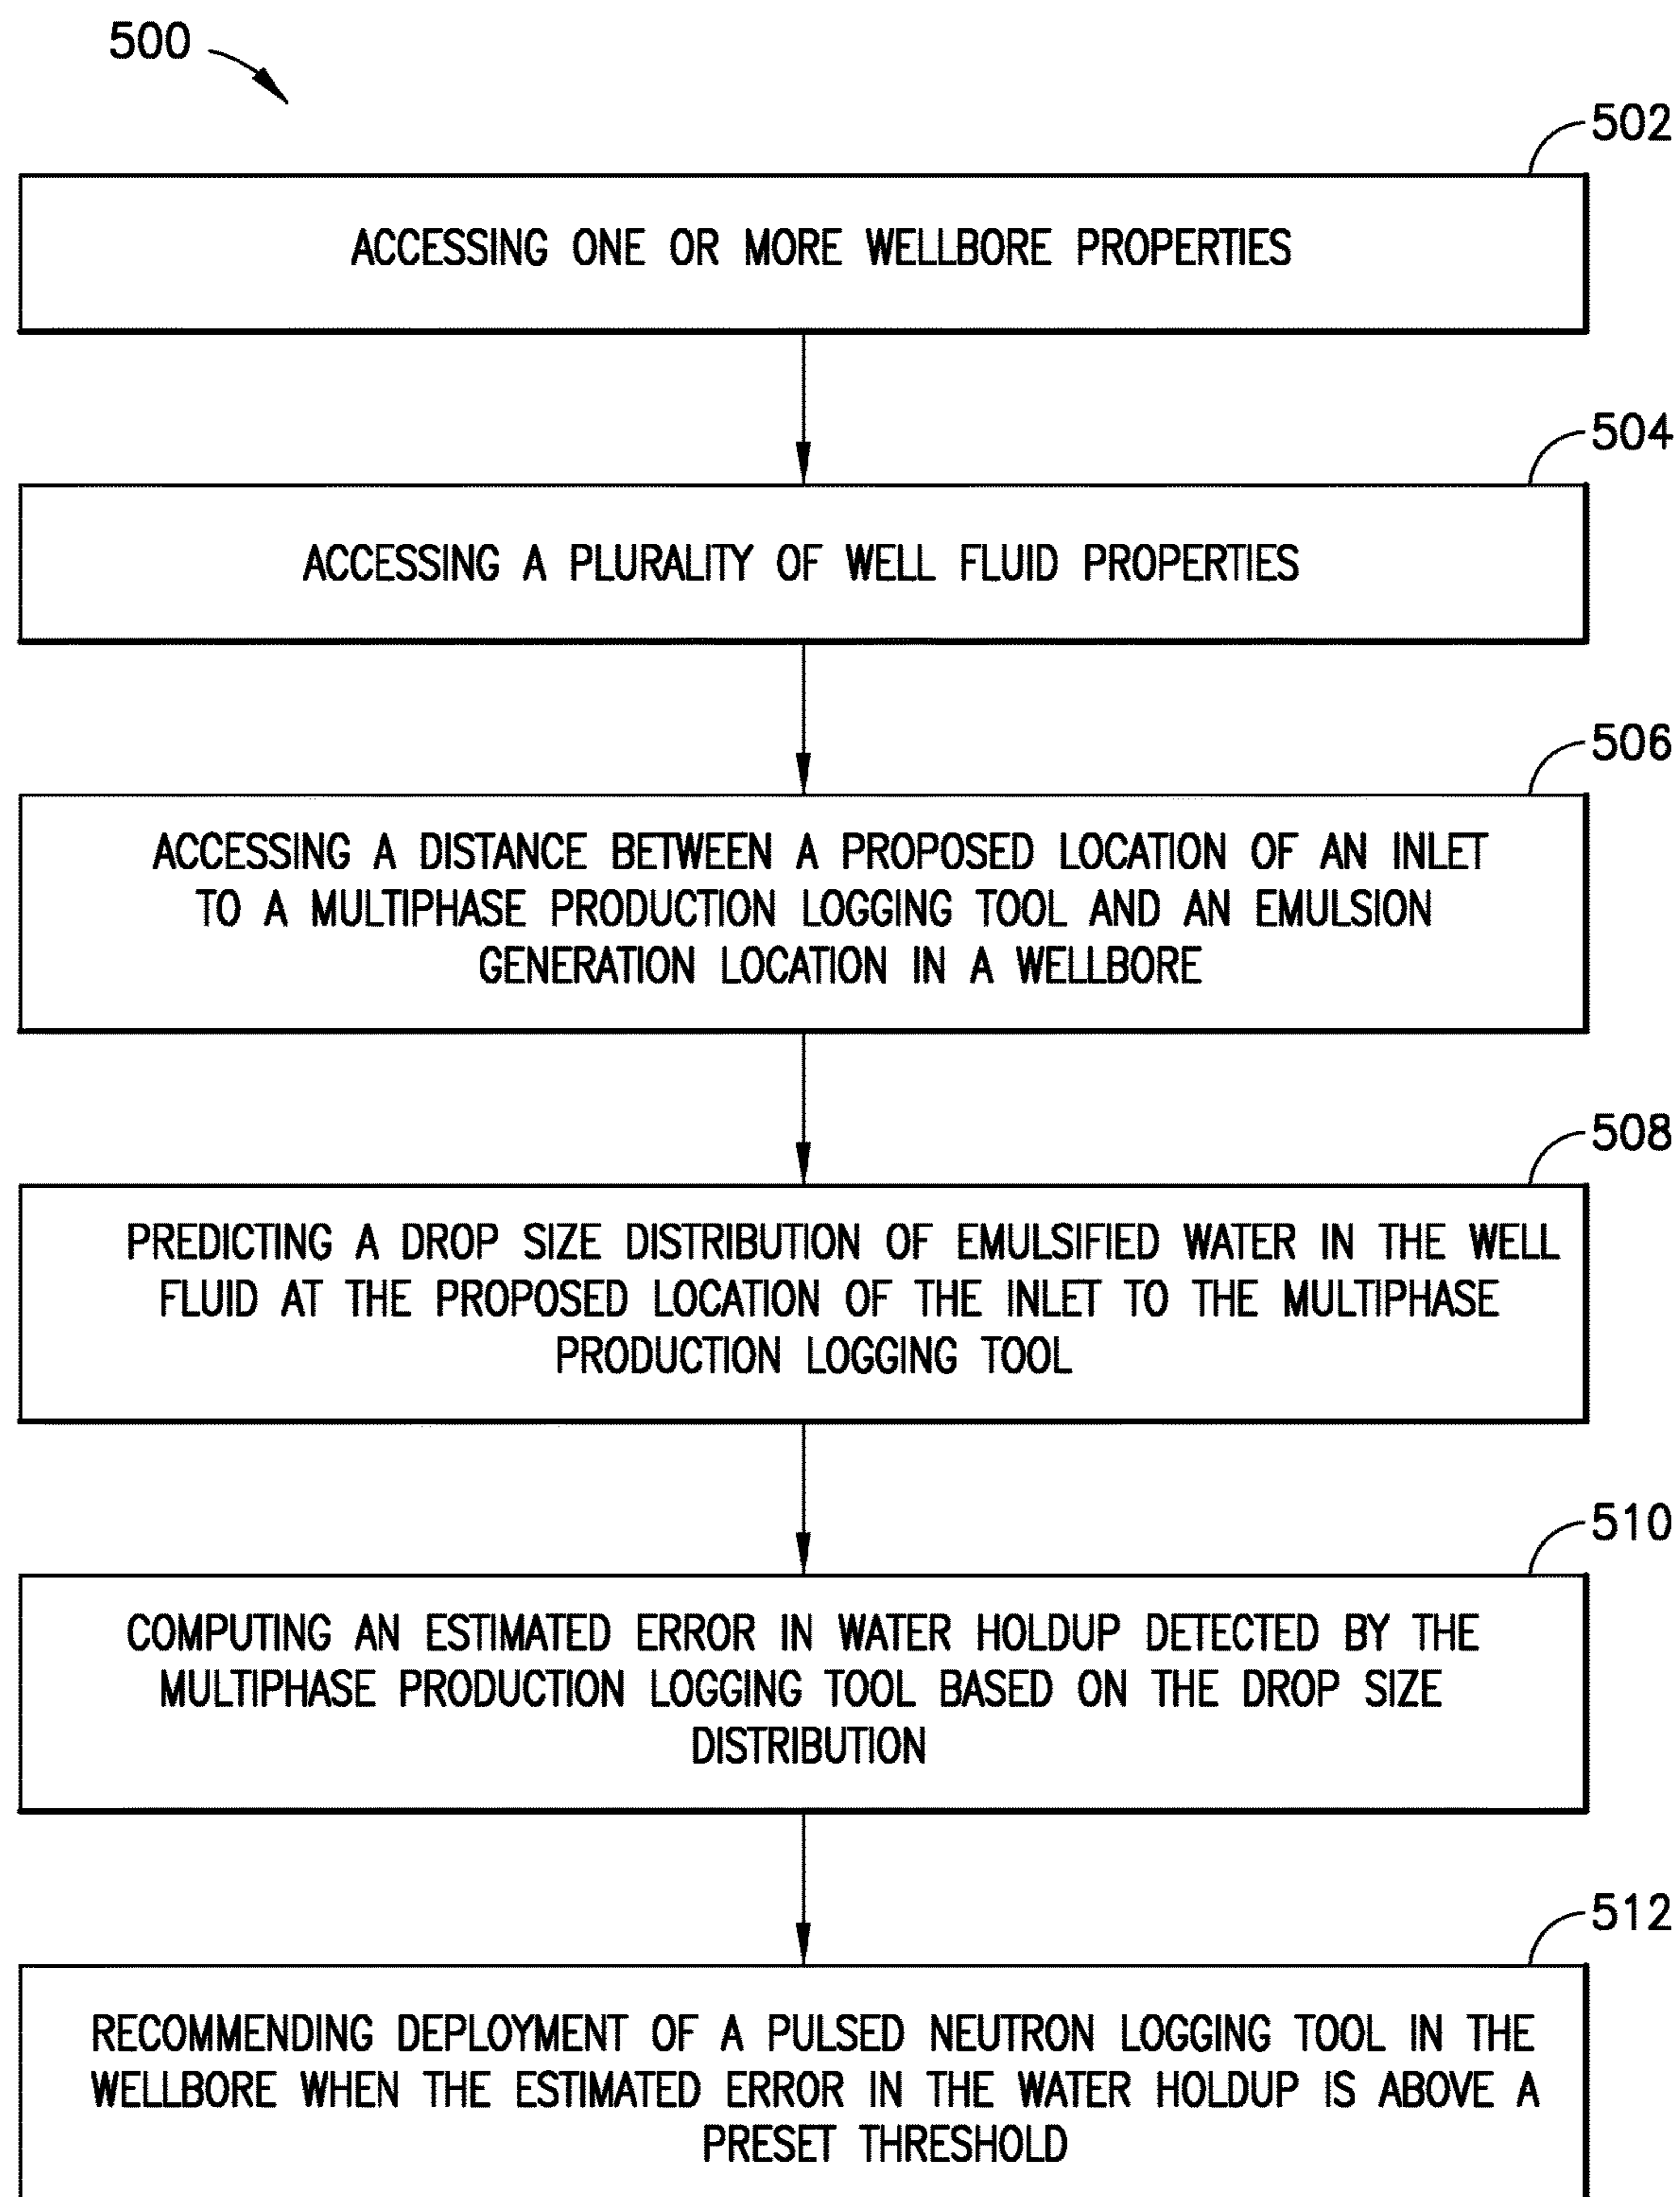 500
502
ACCESSING ONE OR MORE WELLBORE PROPERTIES
504
ACCESSING A PLURALITY OF WELL FLUID PROPERTIES
506
ACCESSING A DISTANCE BETWEEN A PROPOSED LOCATION OF AN INLET
TO A MULTIPHASE PRODUCTION LOGGING TOOL AND AN EMULSION
GENERATION LOCATION IN A WELLBORE
508
PREDICTING A DROP SIZE DISTRIBUTION OF EMULSIFIED WATER IN THE WELL
FLUID AT THE PROPOSED LOCATION OF THE INLET TO THE MULTIPHASE
PRODUCTION LOGGING TOOL
510
COMPUTING AN ESTIMATED ERROR IN WATER HOLDUP DETECTED BY THE
MULTIPHASE PRODUCTION LOGGING TOOL BASED ON THE DROP SIZE
DISTRIBUTION
512
RECOMMENDING DEPLOYMENT OF A PULSED NEUTRON LOGGING TOOL IN THE
WELLBORE WHEN THE ESTIMATED ERROR IN THE WATER HOLDUP IS ABOVE A
PRESET THRESHOLD